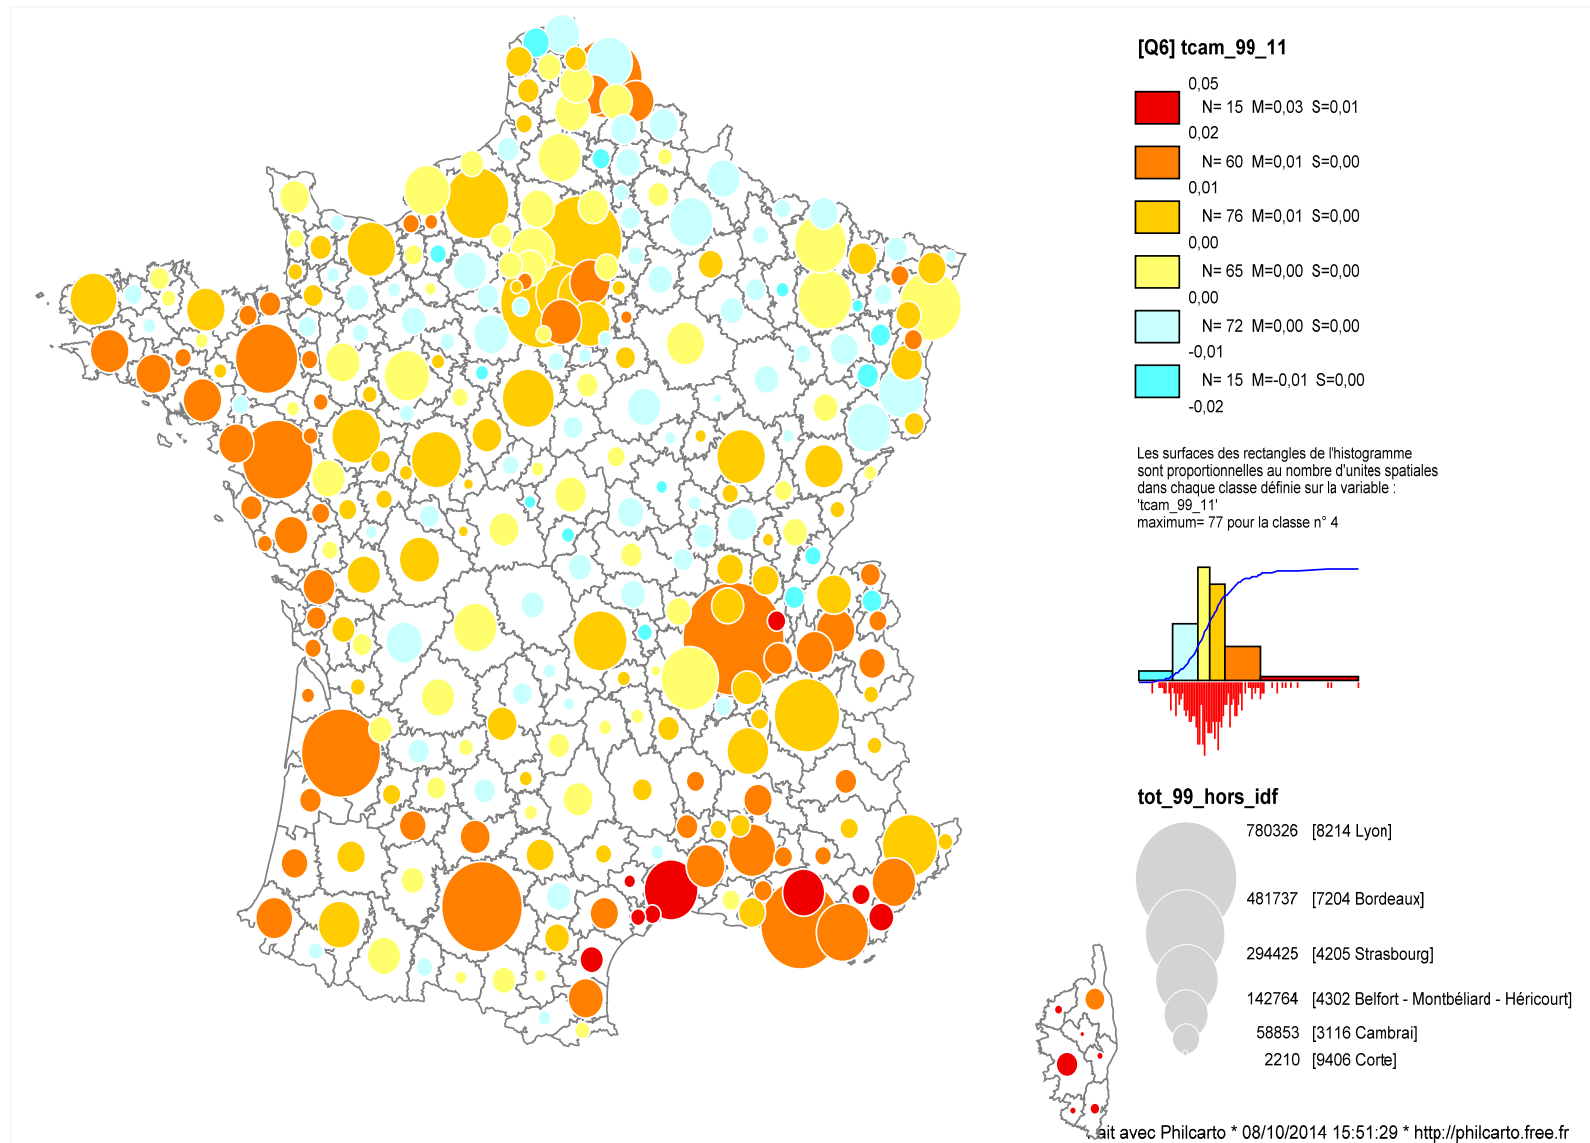 [Q6] tcam_99_11
0,05
N= 15 M=0,03 S=0,01
0,02
N= 60 M=0,01 S=0,00
0,01
N= 76 M=0,01 S=0,00
0,00
N= 65 M=0,00 S=0,00
0,00
N= 72 M=0,00 S=0,00
-0,01
N= 15 M=-0,01 S=0,00
-0,02
Les surfaces des rectangles de l'histogramme
sont proportionnelles au nombre d'unites spatiales
dans chaque classe définie sur la variable :
'tcam_99_11'
maximum= 77 pour la classe n° 4
tot_99_hors_idf
780326 [8214 Lyon]
481737 [7204 Bordeaux]
294425 [4205 Strasbourg]
142764 [4302 Belfort - Montbéliard - Héricourt]
58853 [3116 Cambrai]
2210 [9406 Corte]
ait avec Philcarto * 08/10/2014 15:51:29 * http://philcarto.free.fr